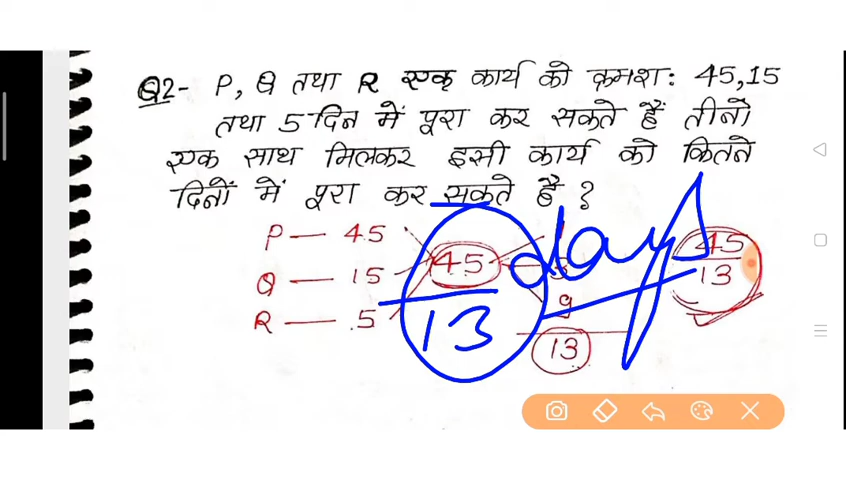 Q2- P, Q तथा R एक कार्य को क्रमश: 45,15
तथा 5 दिन में पूरा कर सकते हैं तीनो
एक साथ मिलकर इसी कार्य को कितने
दिनों में पूरा कर सकते है ?
P — 45
Q — 15 45
R — 5 9
13
45
13
13 days